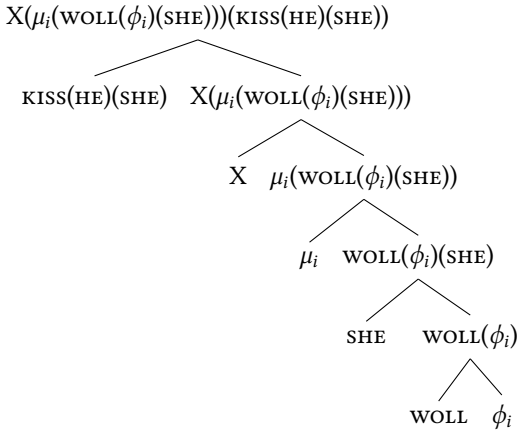 X(μᵢ(WOLL(ϕᵢ)(SHE)))(KISS(HE)(SHE))
KISS(HE)(SHE) X(μᵢ(WOLL(ϕᵢ)(SHE)))
X μᵢ(WOLL(ϕᵢ)(SHE))
μᵢ WOLL(ϕᵢ)(SHE)
SHE WOLL(ϕᵢ)
WOLL ϕᵢ